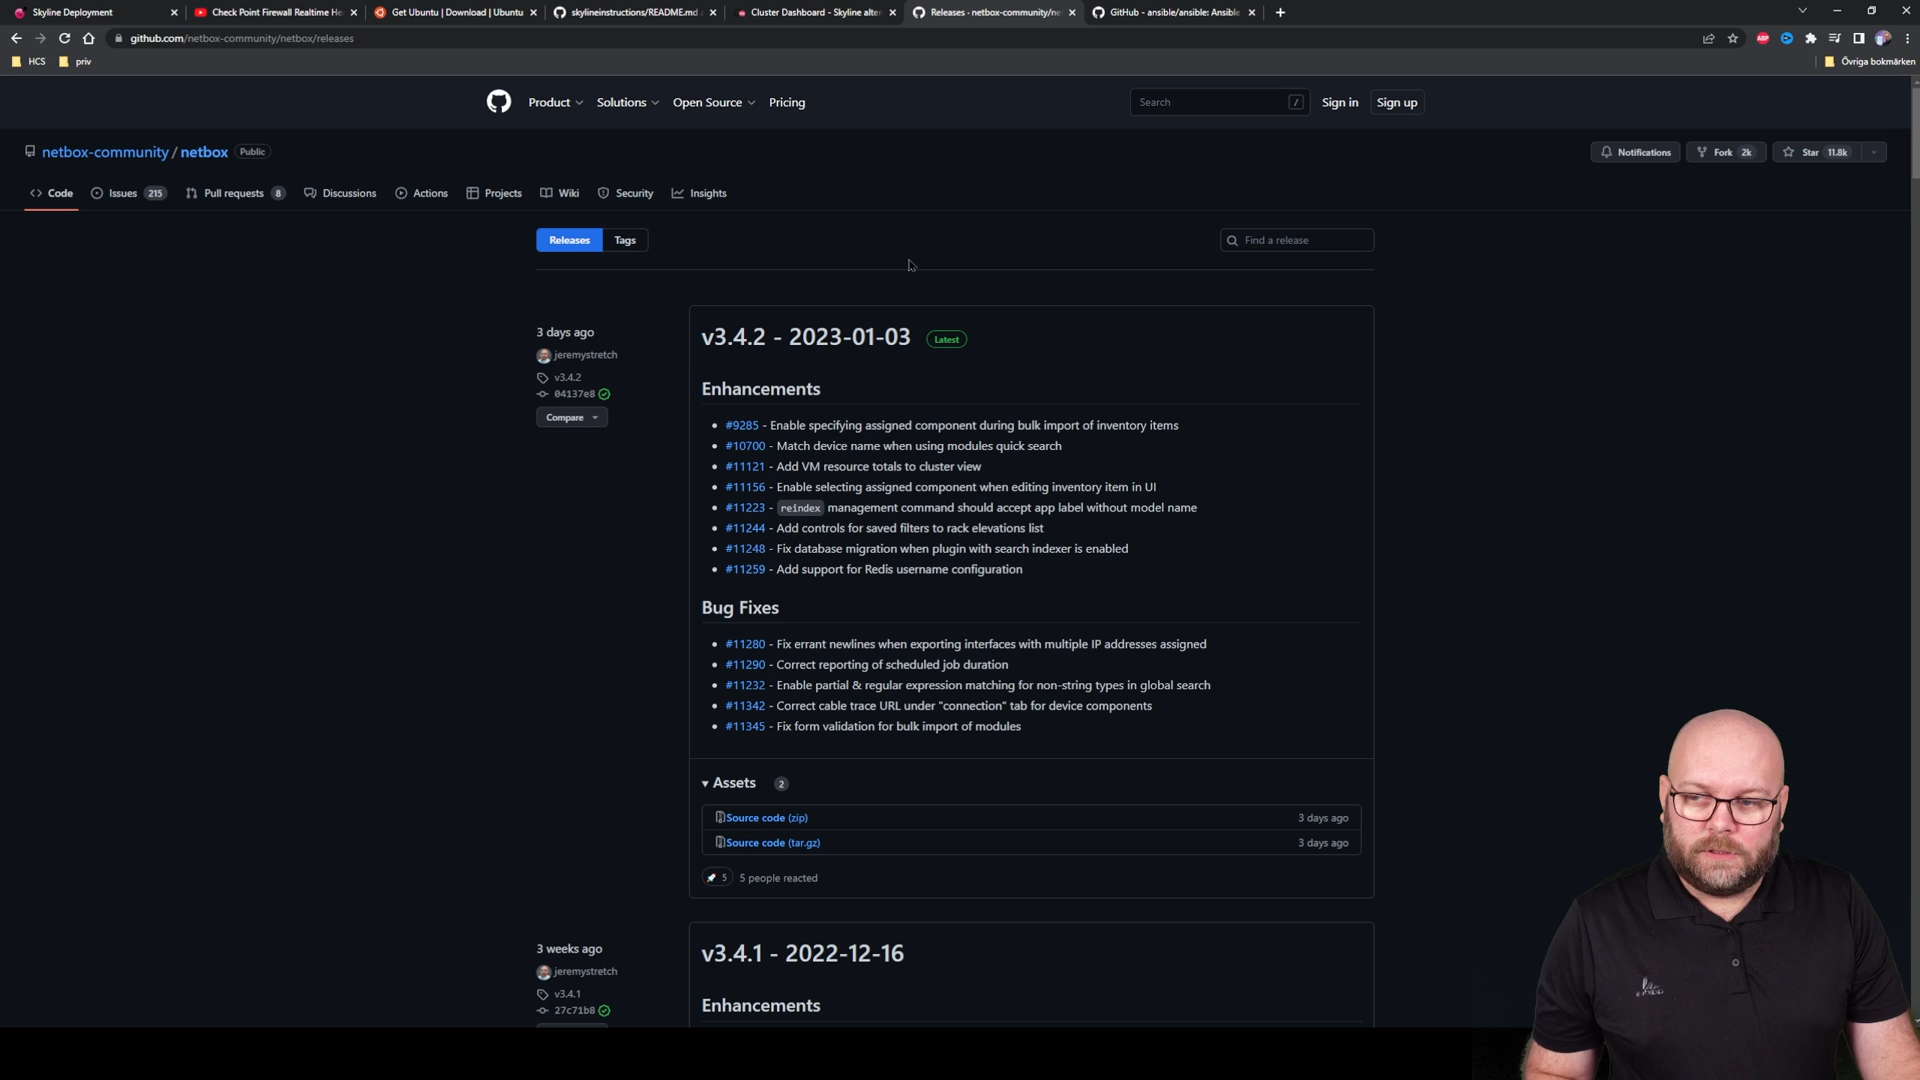 Skyline Deployment
Check Point Firewall Realtime He
Get Ubuntu | Download | Ubuntu
skylineinstructions/README.md
Cluster Dashboard - Skyline alter
Releases · netbox-community/ne
GitHub - ansible/ansible: Ansible
github.com/netbox-community/netbox/releases
ABP
HCS
priv
Övriga bokmärken
Product
Solutions
Open Source
Pricing
Search
/
Sign in
Sign up
netbox-community / netbox
Public
Notifications
Fork 2k
Star 11.8k
Code
Issues 215
Pull requests 8
Discussions
Actions
Projects
Wiki
Security
Insights
Releases
Tags
Find a release
3 days ago
jeremystretch
v3.4.2
04137e8
Compare
v3.4.2 - 2023-01-03
Latest
Enhancements
#9285 - Enable specifying assigned component during bulk import of inventory items
#10700 - Match device name when using modules quick search
#11121 - Add VM resource totals to cluster view
#11156 - Enable selecting assigned component when editing inventory item in UI
#11223 - reindex management command should accept app label without model name
#11244 - Add controls for saved filters to rack elevations list
#11248 - Fix database migration when plugin with search indexer is enabled
#11259 - Add support for Redis username configuration
Bug Fixes
#11280 - Fix errant newlines when exporting interfaces with multiple IP addresses assigned
#11290 - Correct reporting of scheduled job duration
#11232 - Enable partial & regular expression matching for non-string types in global search
#11342 - Correct cable trace URL under "connection" tab for device components
#11345 - Fix form validation for bulk import of modules
Assets 2
Source code (zip)
3 days ago
Source code (tar.gz)
3 days ago
5
5 people reacted
3 weeks ago
jeremystretch
v3.4.1
27c71b8
v3.4.1 - 2022-12-16
Enhancements